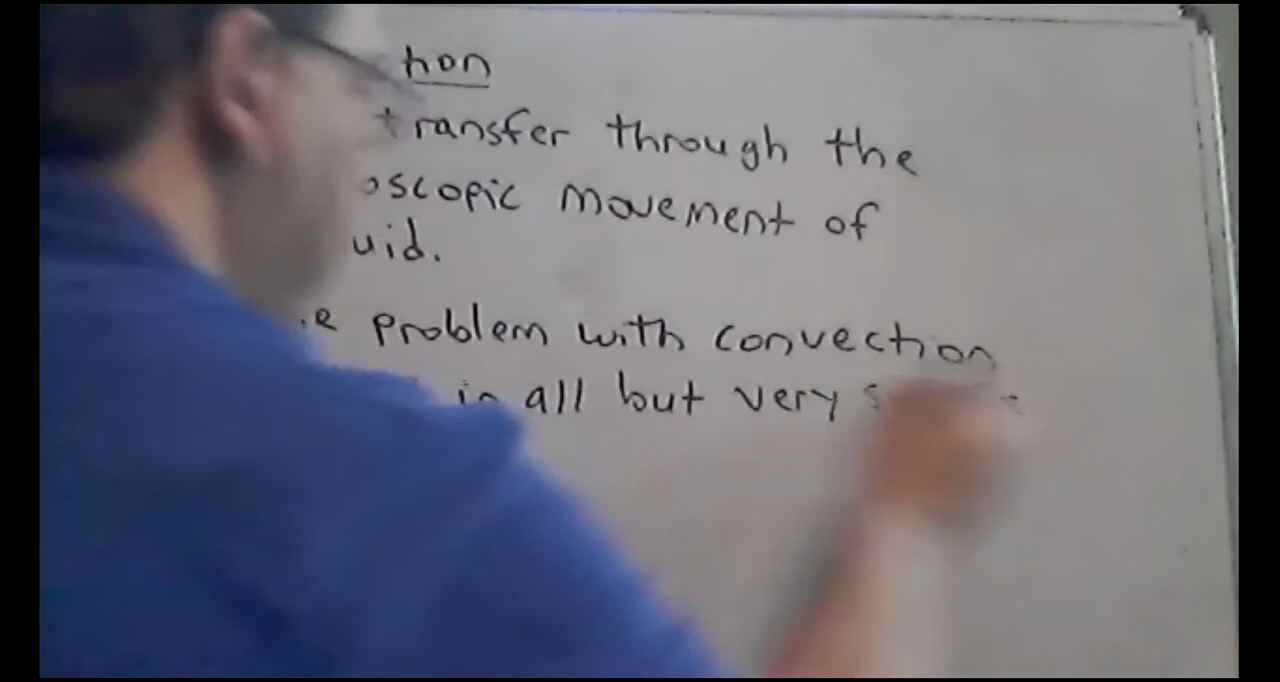 tion
transfer through the
oscopic movement of
uid.
e problem with convection
in all but very